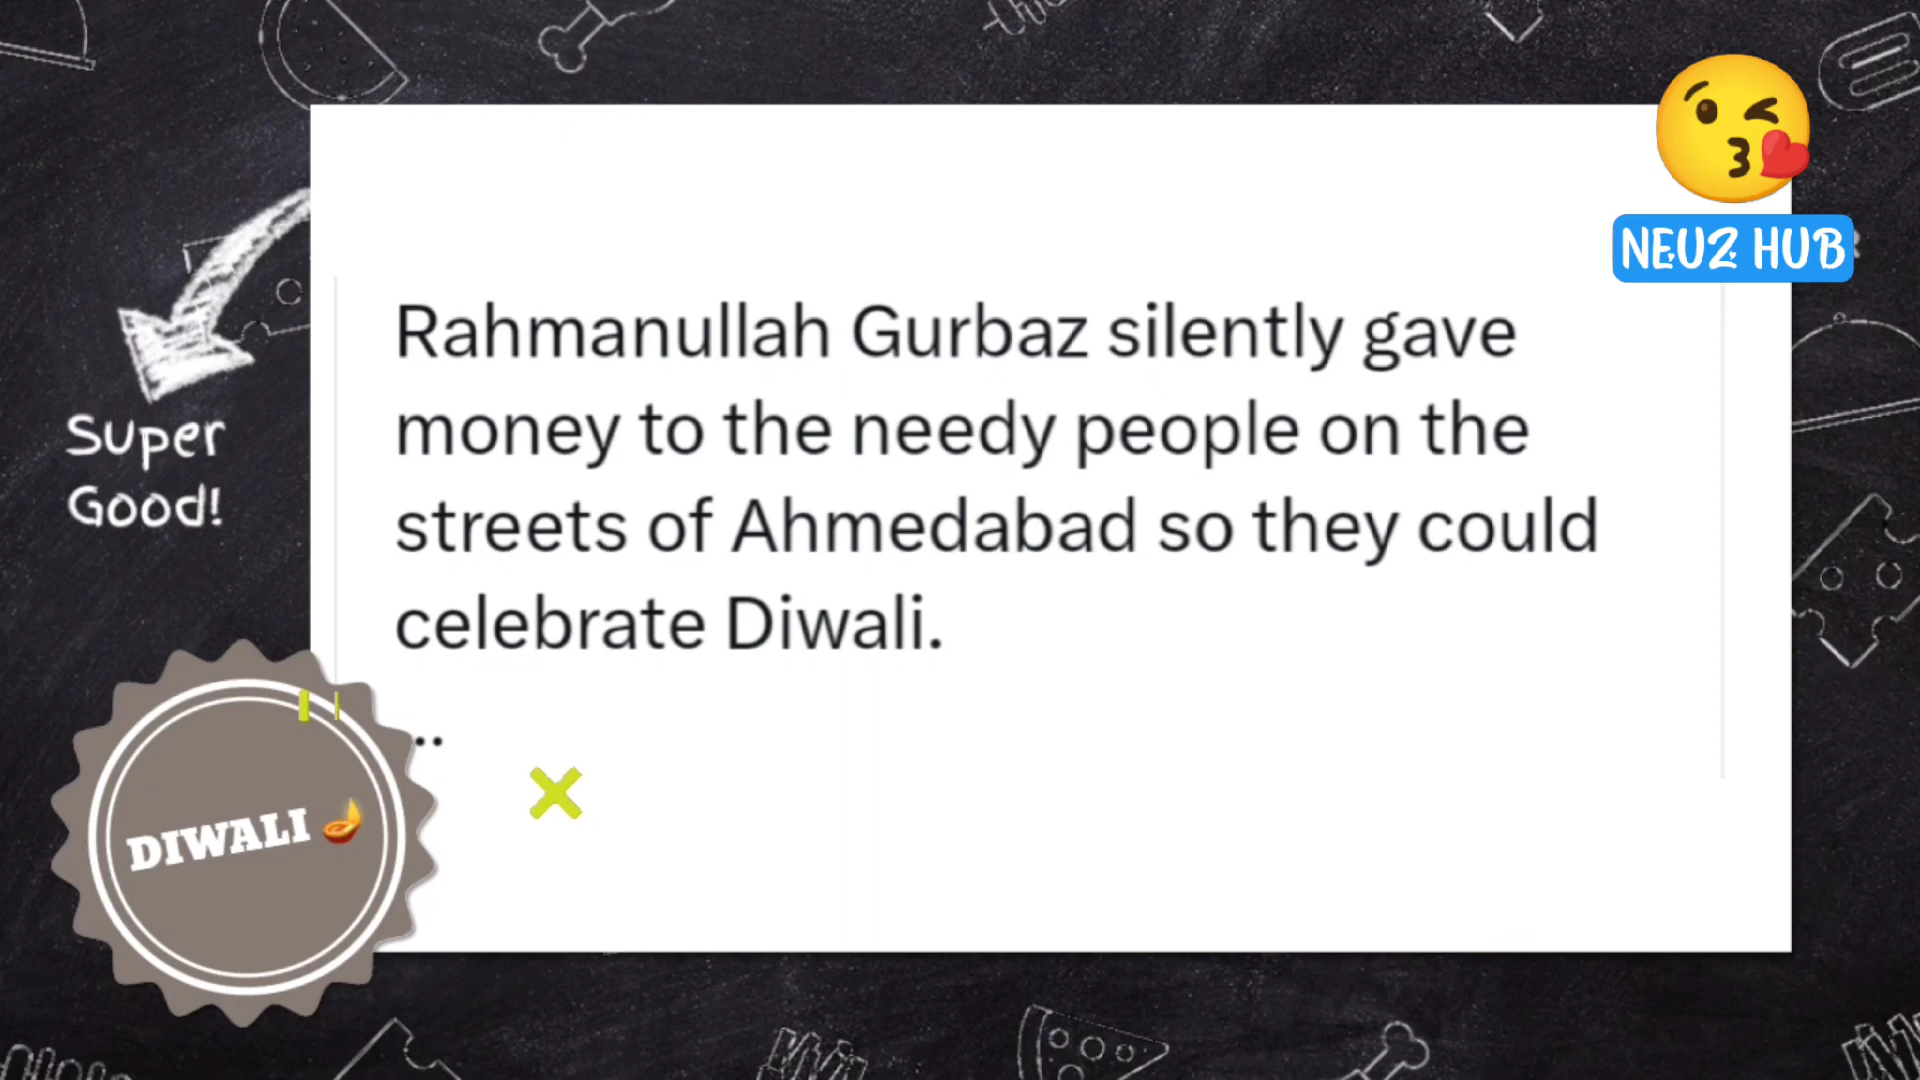 NEUZ HUB
Rahmanullah Gurbaz silently gave
money to the needy people on the
streets of Ahmedabad so they could
celebrate Diwali.
..
Super
Good!
DIWALI 🪔